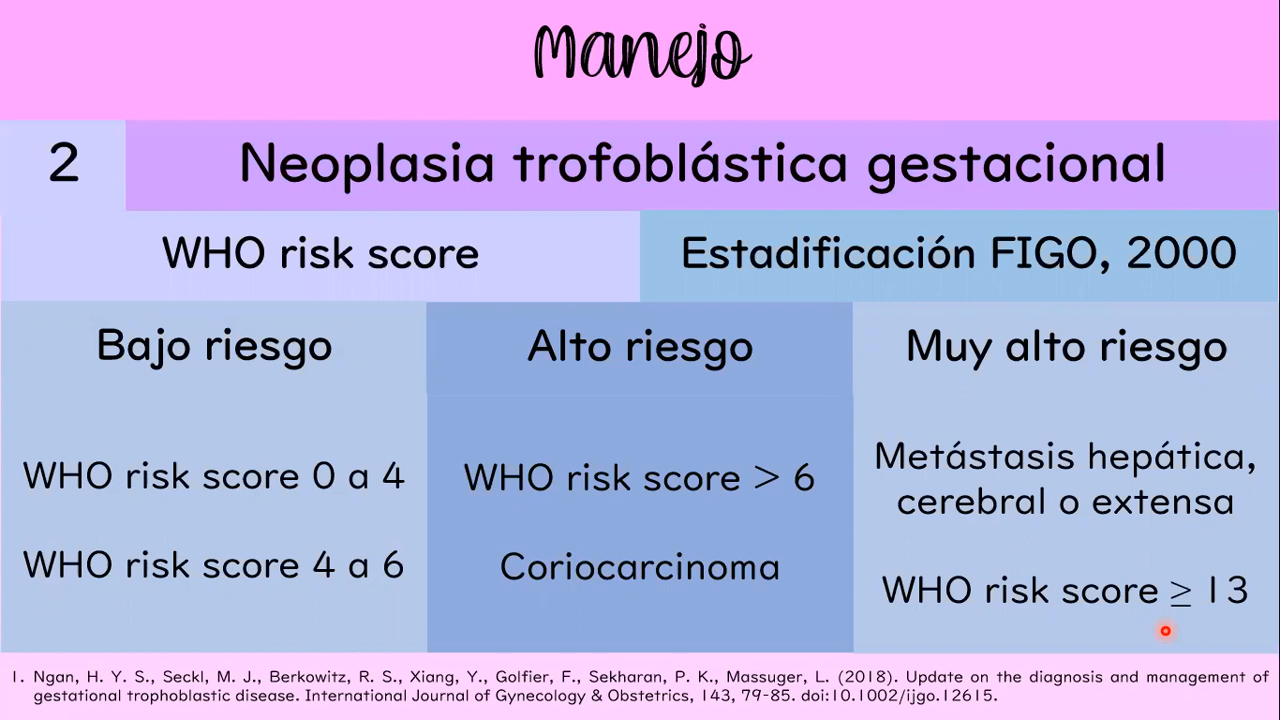 Manejo
2
Neoplasia trofoblástica gestacional
WHO risk score
Estadificación FIGO, 2000
Bajo riesgo
Alto riesgo
Muy alto riesgo
WHO risk score 0 a 4
WHO risk score 4 a 6
WHO risk score > 6
Coriocarcinoma
Metástasis hepática,
cerebral o extensa
WHO risk score ≥ 13
1. Ngan, H. Y. S., Seckl, M. J., Berkowitz, R. S., Xiang, Y., Golfier, F., Sekharan, P. K., Massuger, L. (2018). Update on the diagnosis and management of
gestational trophoblastic disease. International Journal of Gynecology & Obstetrics, 143, 79-85. doi:10.1002/ijgo.12615.